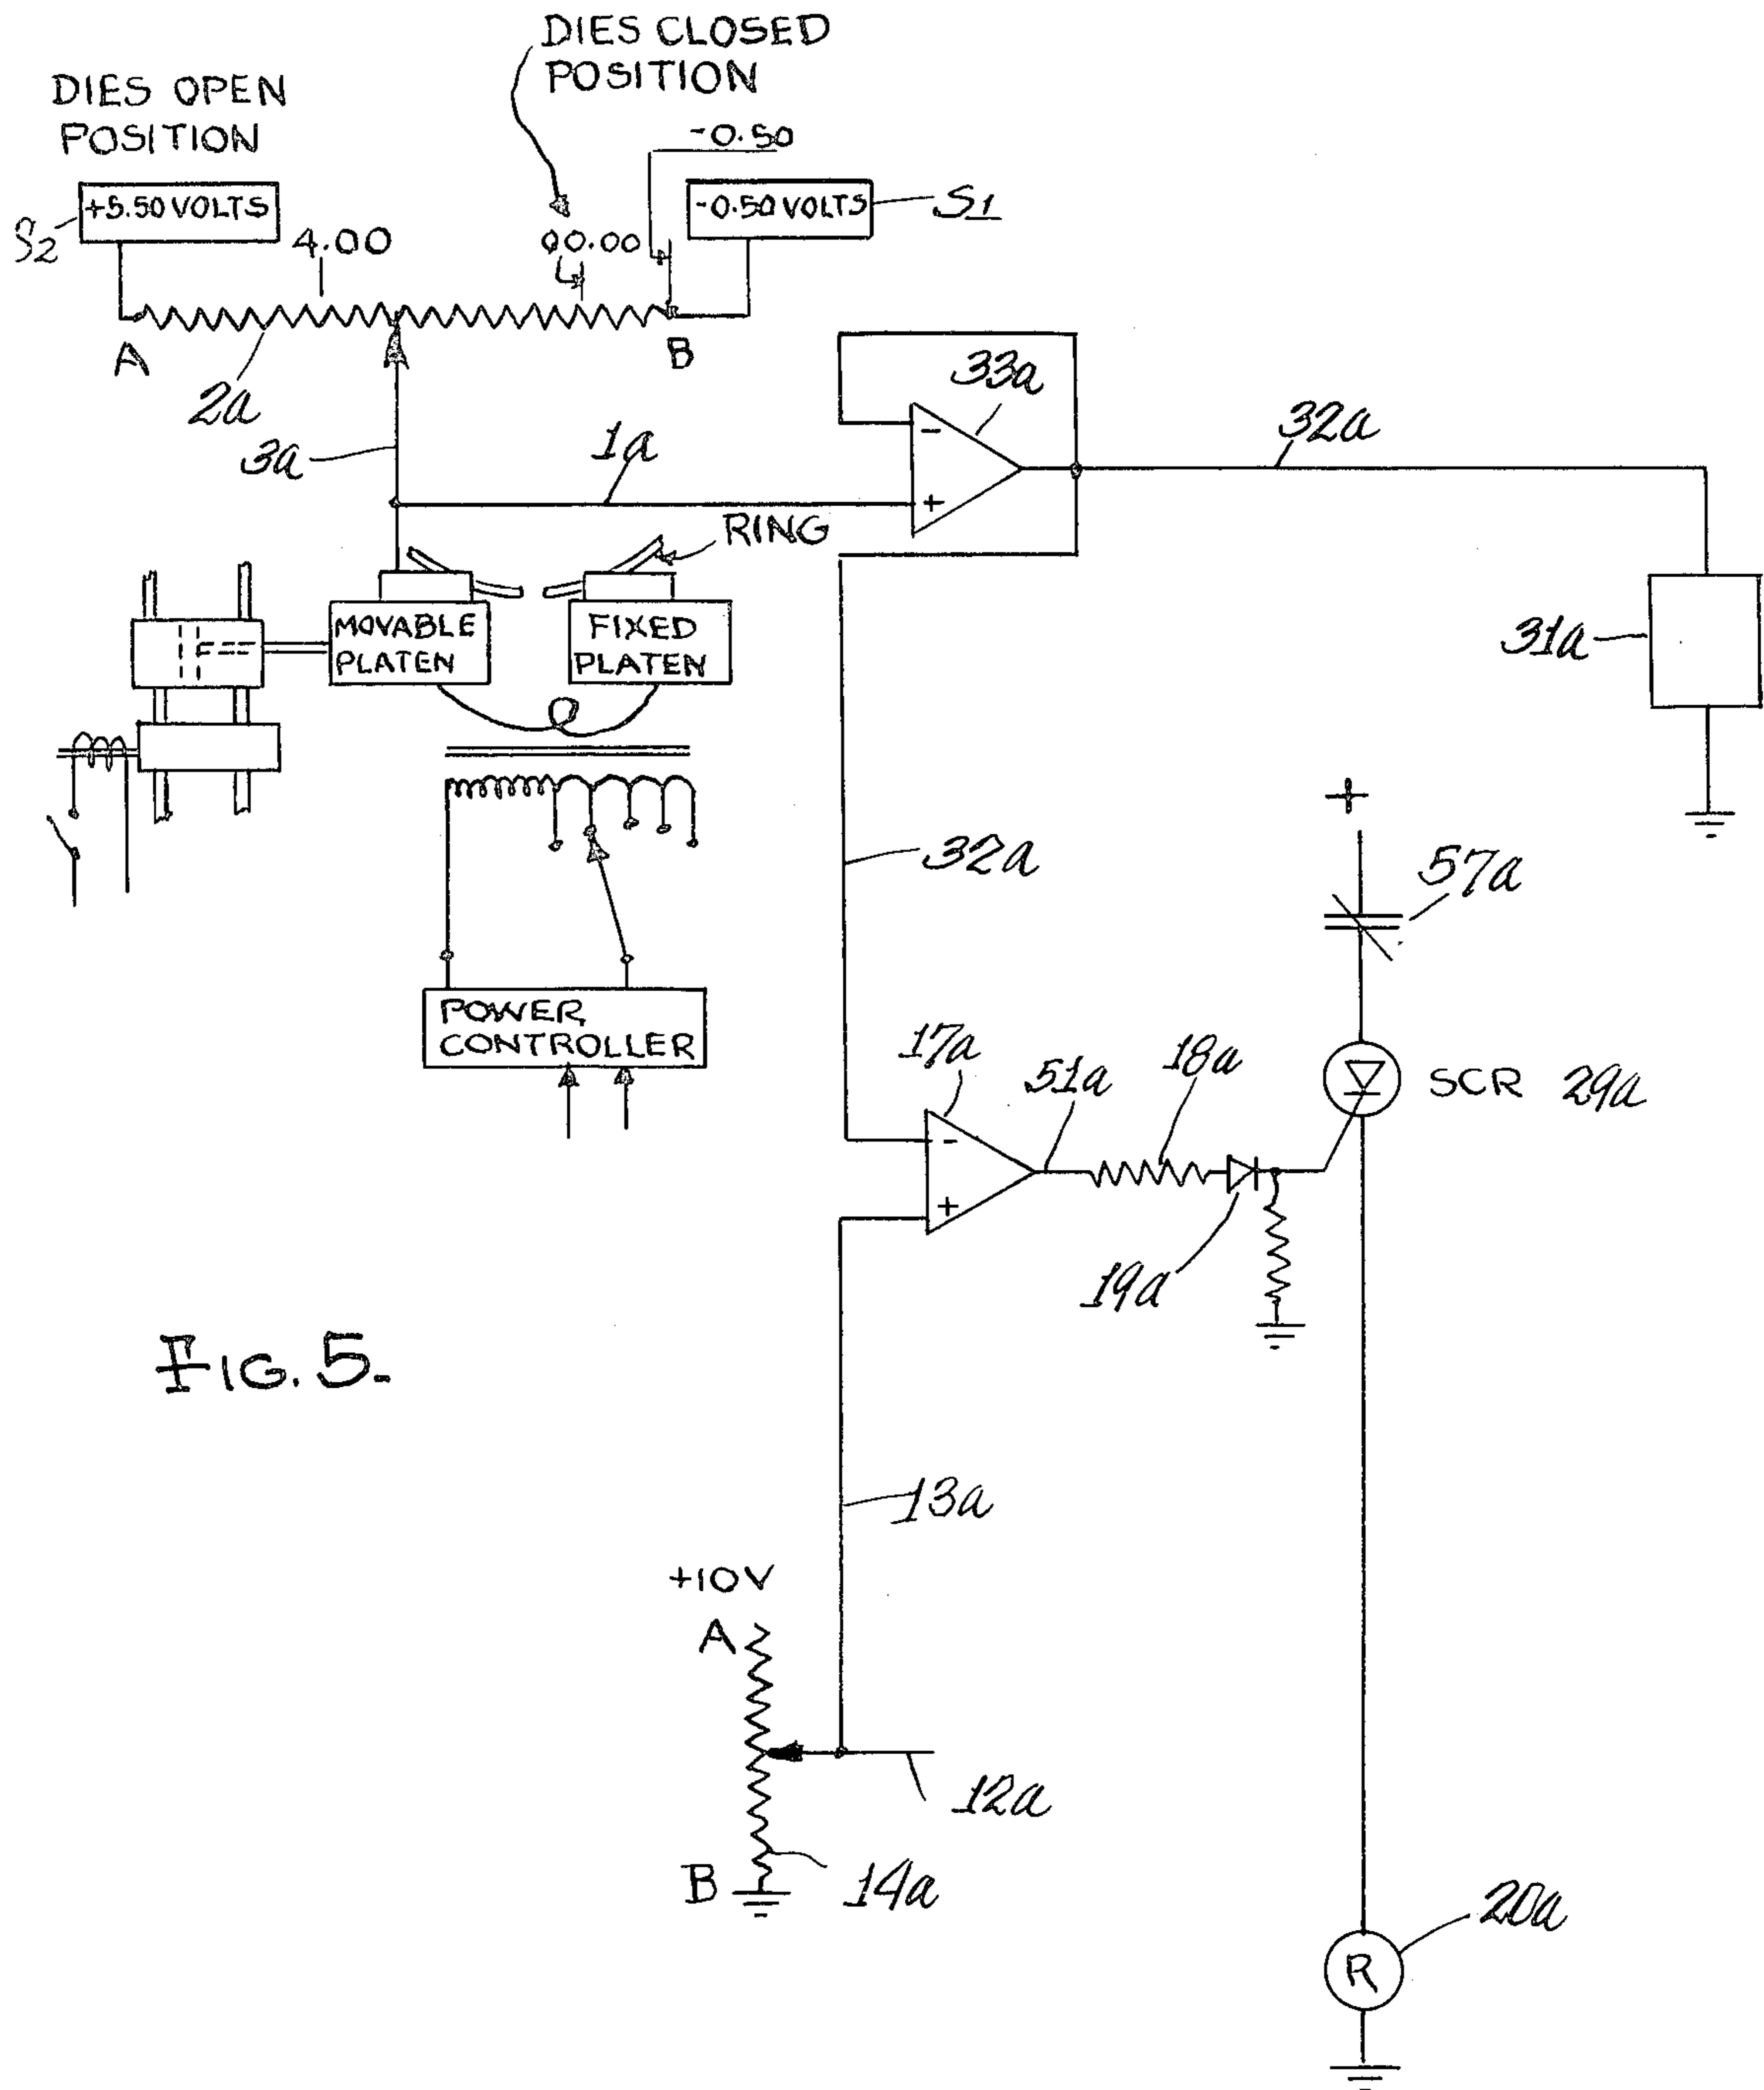 DIES CLOSED
POSITION
DIES OPEN
POSITION
-0.50
+5.50 VOLTS
-0.50 VOLTS
S1
S2
4.00
00.00
A
B
2a
33a
32a
3a
1a
-
+
RING
MOVABLE
PLATEN
FIXED
PLATEN
31a
+
32a
57a
POWER
CONTROLLER
17a
51a
18a
SCR 29a
-
+
19a
FIG. 5.
13a
+10V
A
12a
B
14a
20a
R